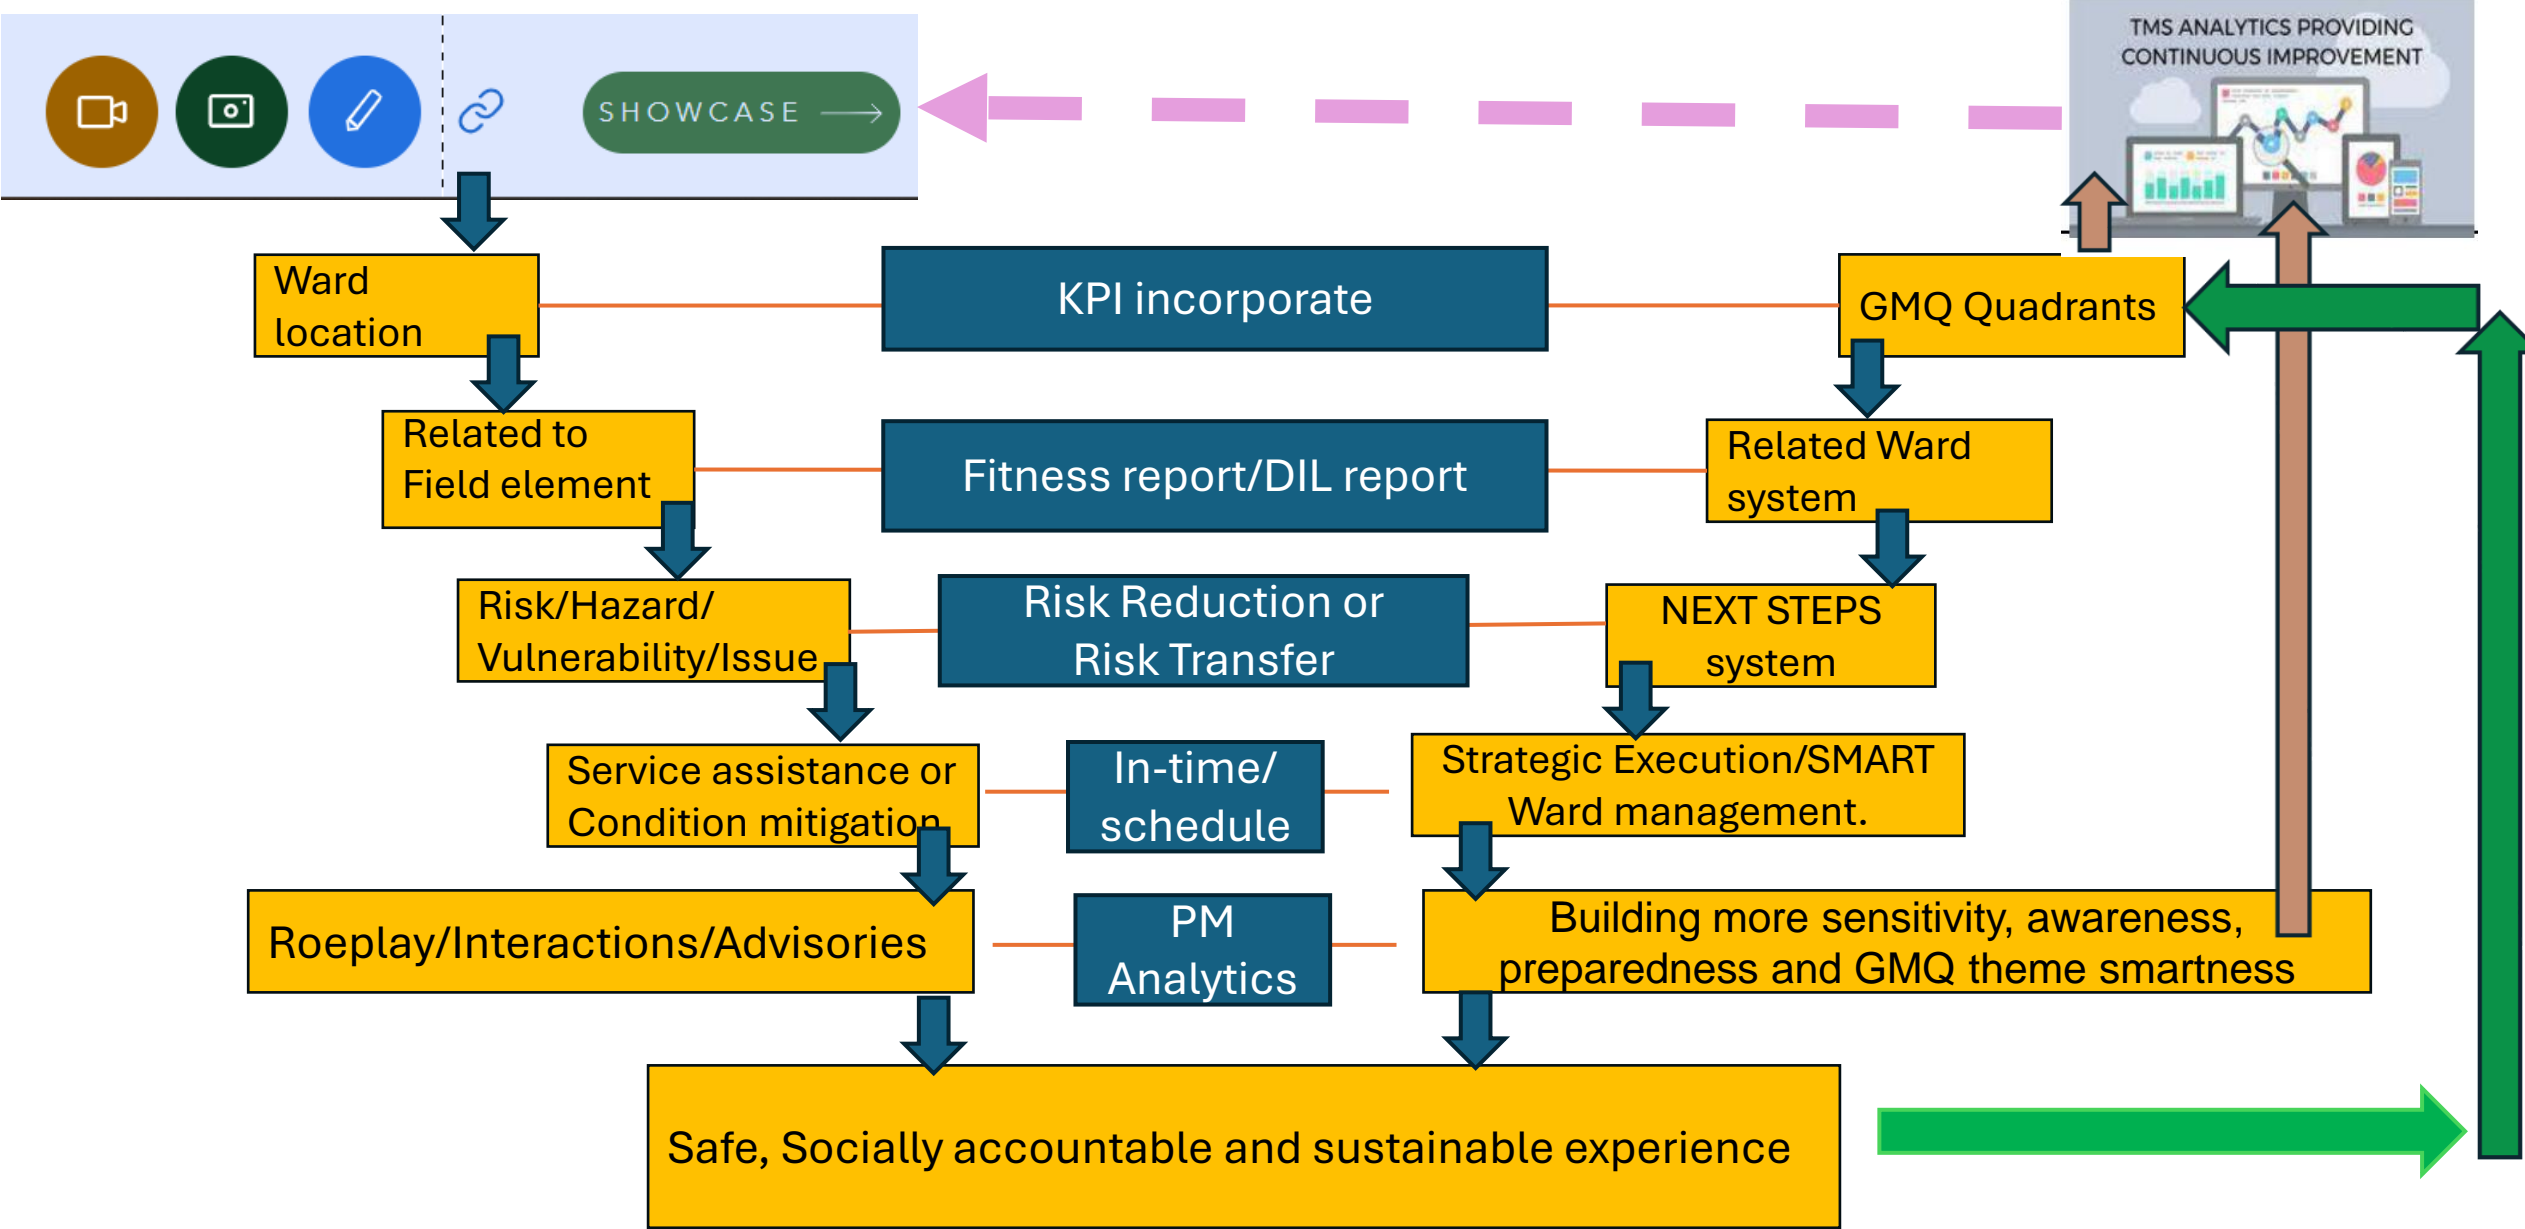 TMS ANALYTICS PROVIDING
CONTINUOUS IMPROVEMENT
SHOWCASE
Ward
location
KPI incorporate
GMQ Quadrants
Related to
Field element
Fitness report/DIL report
Related Ward
system
Risk/Hazard/
Vulnerability/Issue
Risk Reduction or
Risk Transfer
NEXT STEPS
system
Service assistance or
Condition mitigation
In-time/
schedule
Strategic Execution/SMART
Ward management.
Roeplay/Interactions/Advisories
PM
Analytics
Building more sensitivity, awareness,
preparedness and GMQ theme smartness
Safe, Socially accountable and sustainable experience